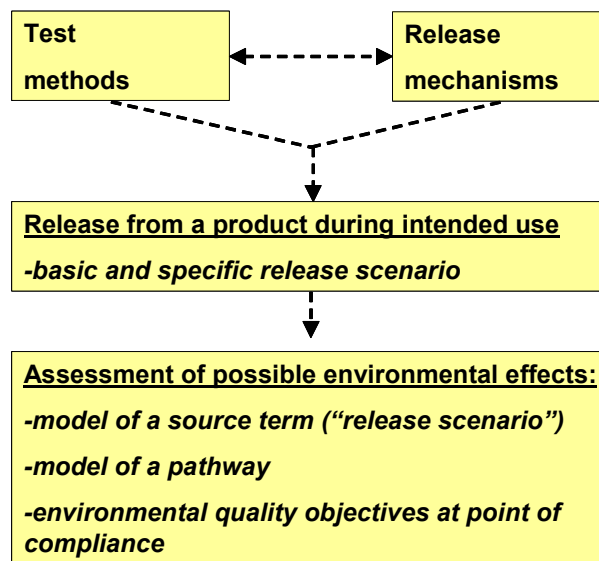 Test
methods
Release
mechanisms
Release from a product during intended use
-basic and specific release scenario
Assessment of possible environmental effects:
-model of a source term (“release scenario”)
-model of a pathway
-environmental quality objectives at point of
compliance